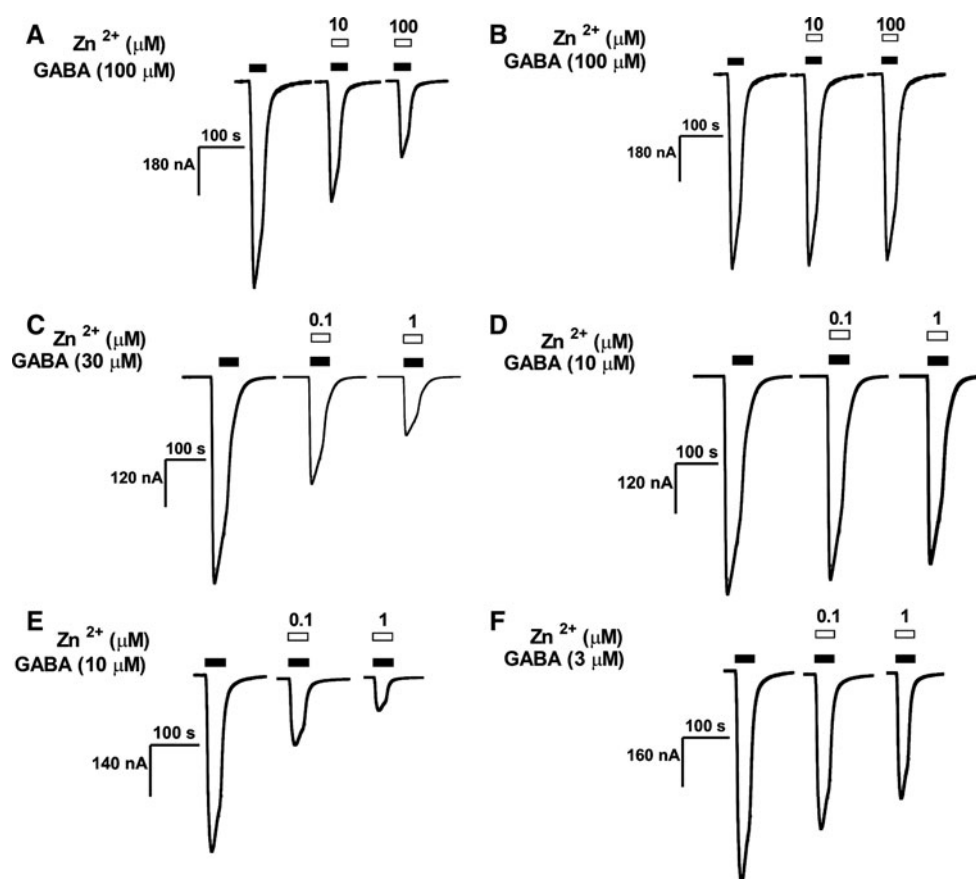 A
Zn 2+ (μM) 10 100
GABA (100 μM)
100 s
180 nA
B
Zn 2+ (μM) 10 100
GABA (100 μM)
100 s
180 nA
C
Zn 2+ (μM) 0.1 1
GABA (30 μM)
100 s
120 nA
D
Zn 2+ (μM) 0.1 1
GABA (10 μM)
100 s
120 nA
E
Zn 2+ (μM) 0.1 1
GABA (10 μM)
100 s
140 nA
F
Zn 2+ (μM) 0.1 1
GABA (3 μM)
100 s
160 nA